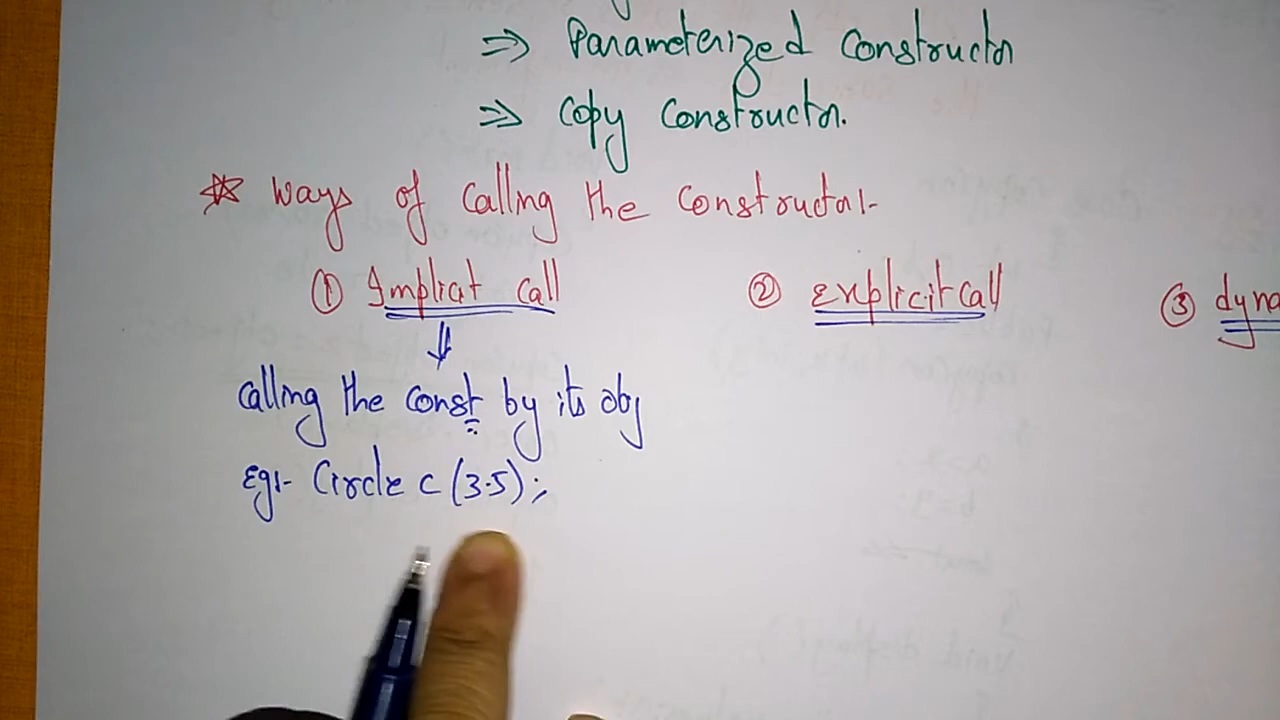 ⇒ Parameterized Constructor
⇒ Copy Constructor.
☆ ways of calling the Constructor:-
① Implicit call ② Explicit Call ③ dyna
calling the const by its obj
Eg:- Circle c (3.5);